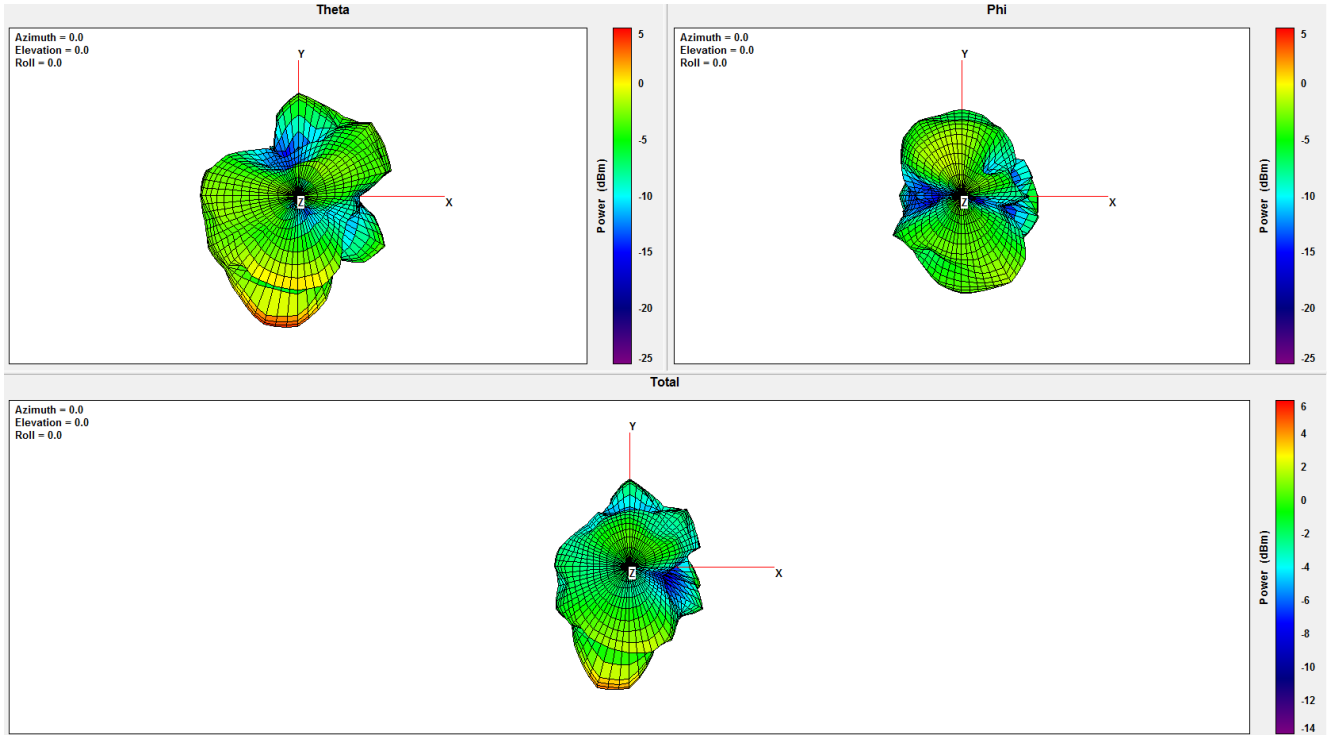 Theta
Azimuth = 0.0
Elevation = 0.0
Roll = 0.0
Y
X
Z
5
0
-5
-10
-15
-20
-25
Power (dBm)
Phi
Azimuth = 0.0
Elevation = 0.0
Roll = 0.0
Y
X
Z
5
0
-5
-10
-15
-20
-25
Power (dBm)
Total
Azimuth = 0.0
Elevation = 0.0
Roll = 0.0
Y
X
Z
6
4
2
0
-2
-4
-6
-8
-10
-12
-14
Power (dBm)